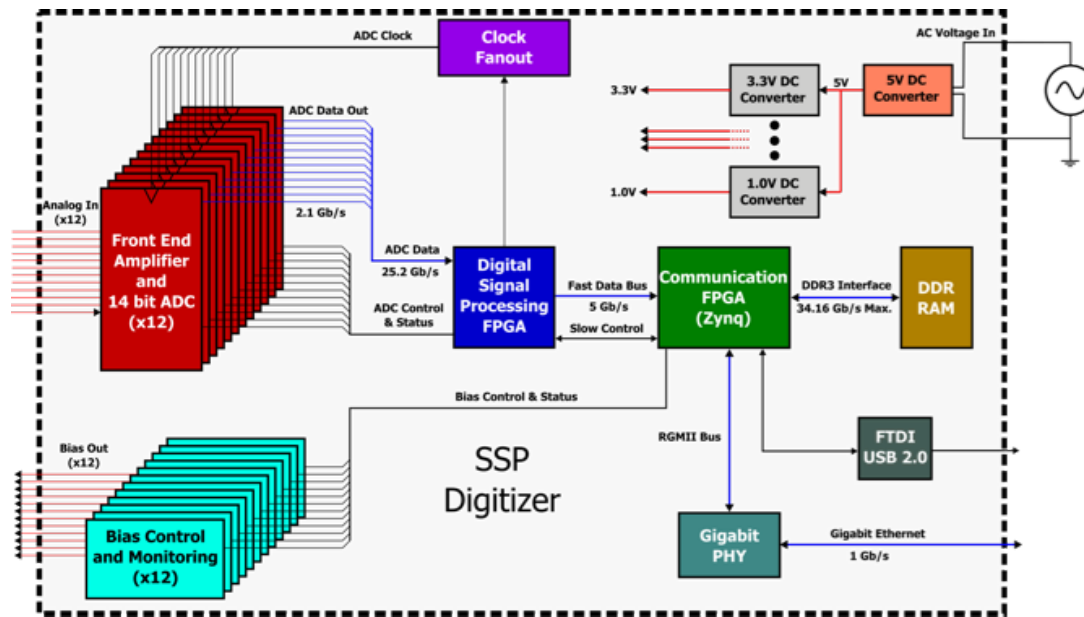 ADC Clock
Clock
Fanout
AC Voltage In
3.3V
3.3V DC
Converter
5V
5V DC
Converter
ADC Data Out
1.0V
1.0V DC
Converter
Analog In
(x12)
2.1 Gb/s
Front End
Amplifier
and
14 bit ADC
(x12)
ADC Data
25.2 Gb/s
Digital
Signal
Processing
FPGA
Fast Data Bus
5 Gb/s
Slow Control
Communication
FPGA
(Zynq)
DDR3 Interface
34.16 Gb/s Max.
DDR
RAM
ADC Control
& Status
Bias Control & Status
Bias Out
(x12)
Bias Control
and Monitoring
(x12)
SSP
Digitizer
RGMII Bus
FTDI
USB 2.0
Gigabit
PHY
Gigabit Ethernet
1 Gb/s